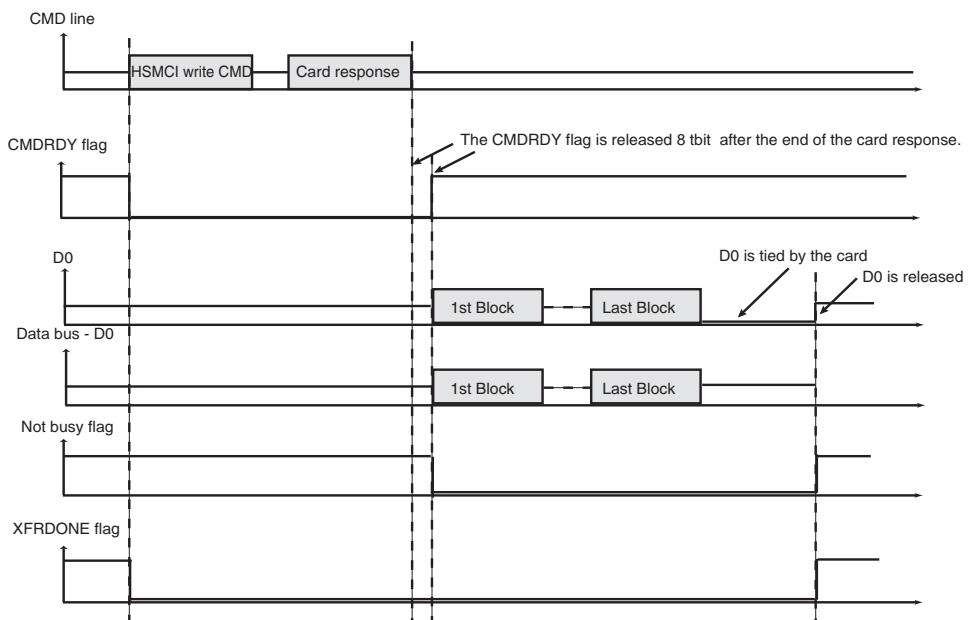 CMD line
HSMCI write CMD
Card response
CMDRDY flag
The CMDRDY flag is released 8 tbit after the end of the card response.
D0
1st Block
Last Block
D0 is tied by the card
D0 is released
Data bus - D0
1st Block
Last Block
Not busy flag
XFRDONE flag